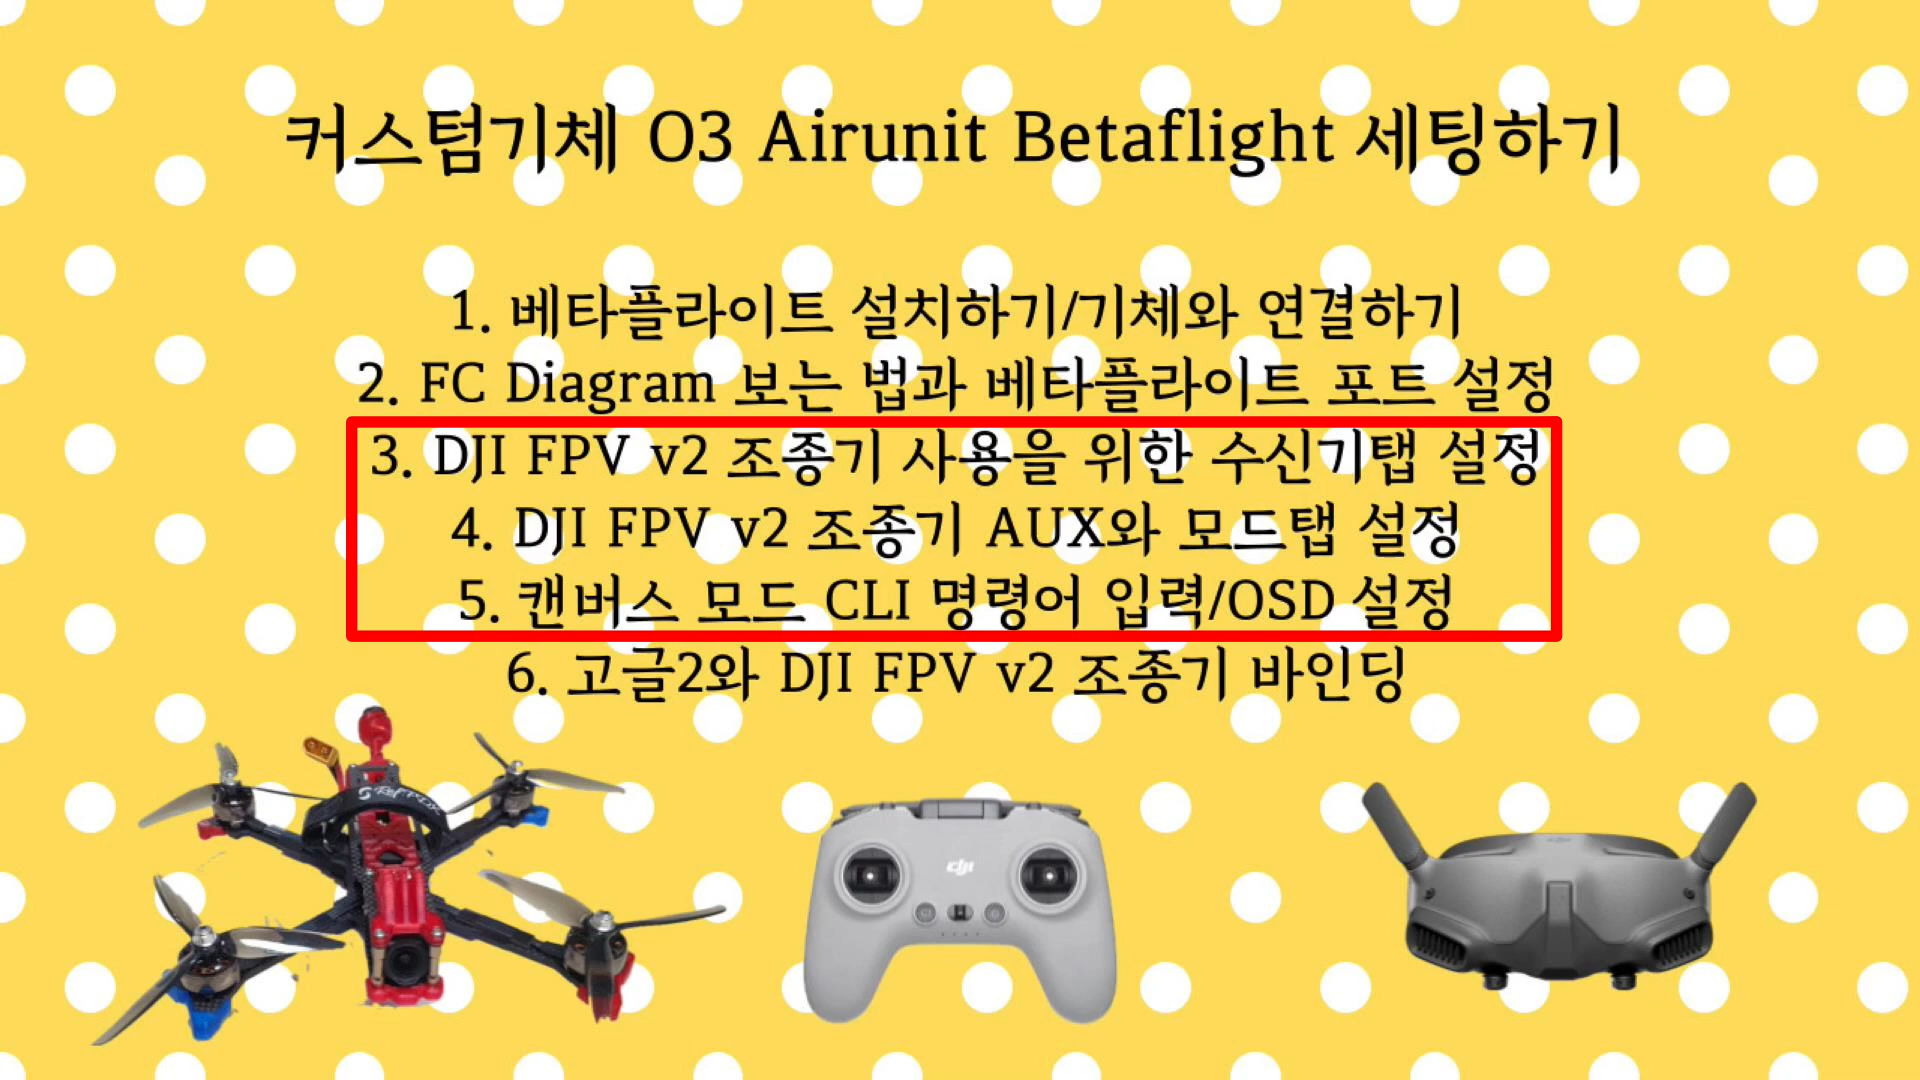 커스텀기체 O3 Airunit Betaflight 세팅하기
1. 베타플라이트 설치하기/기체와 연결하기
2. FC Diagram 보는 법과 베타플라이트 포트 설정
3. DJI FPV v2 조종기 사용을 위한 수신기탭 설정
4. DJI FPV v2 조종기 AUX와 모드탭 설정
5. 캔버스 모드 CLI 명령어 입력/OSD 설정
6. 고글2와 DJI FPV v2 조종기 바인딩
dji